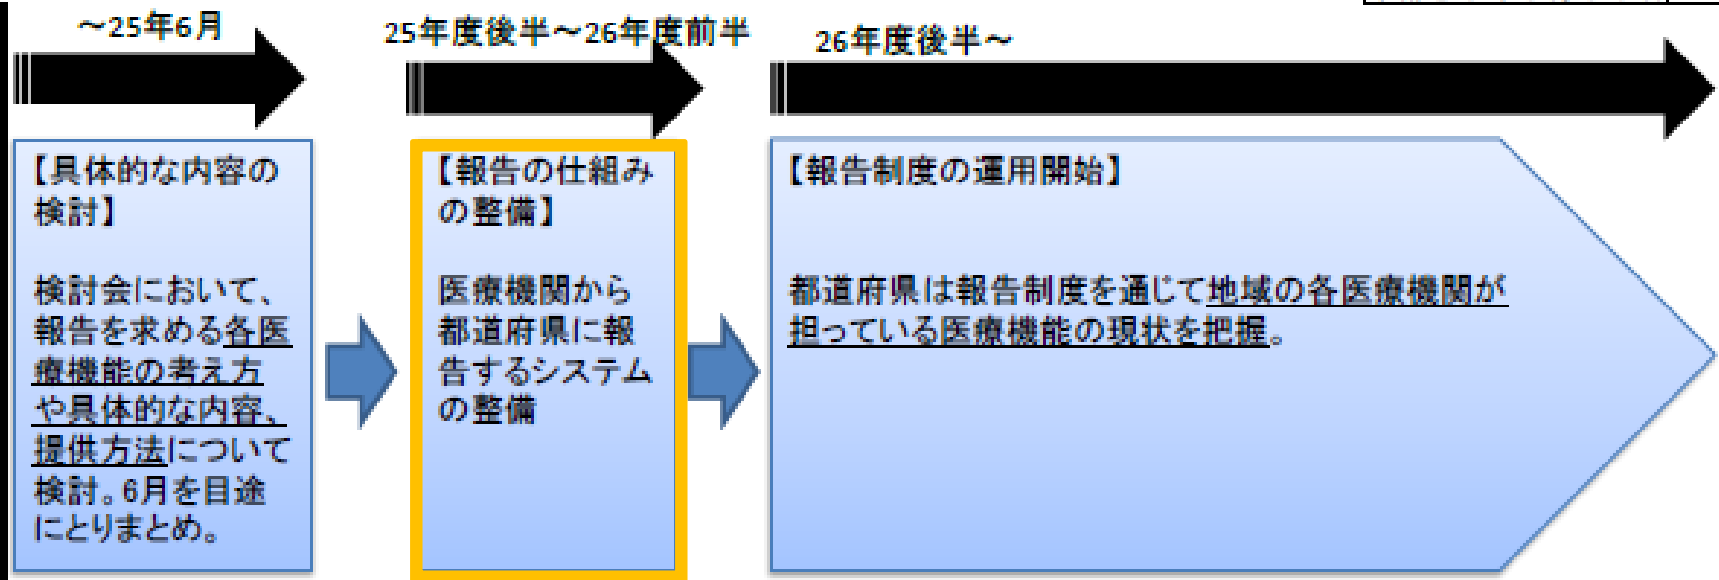 ～25年6月
25年度後半～26年度前半
26年度後半～
【具体的な内容の
検討】
検討会において、
報告を求める各医
療機能の考え方
や具体的な内容、
提供方法について
検討。6月を目途
にとりまとめ。
【報告の仕組み
の整備】
医療機関から
都道府県に報
告するシステム
の整備
【報告制度の運用開始】
都道府県は報告制度を通じて地域の各医療機関が
担っている医療機能の現状を把握。